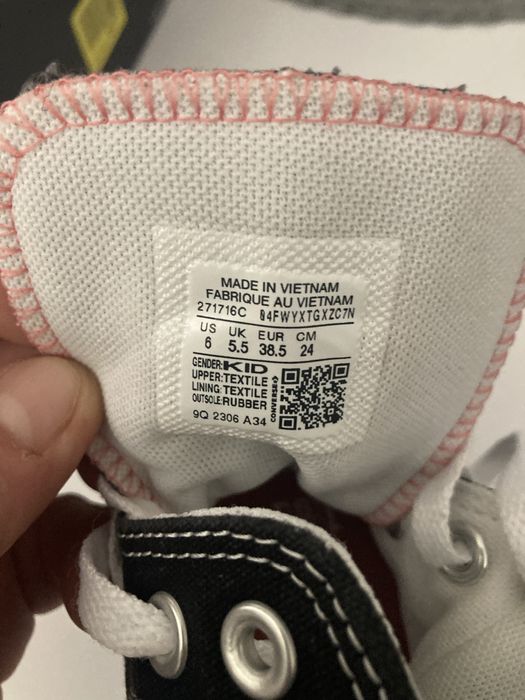 MADE IN VIETNAM
FABRIQUE AU VIETNAM
271716C 04FWYXTGXZC7N
US UK EUR CM
6 5.5 38.5 24
GENDER:KID
UPPER:TEXTILE
LINING:TEXTILE
OUTSOLE:RUBBER
CONVERSE
9Q 2306 A34